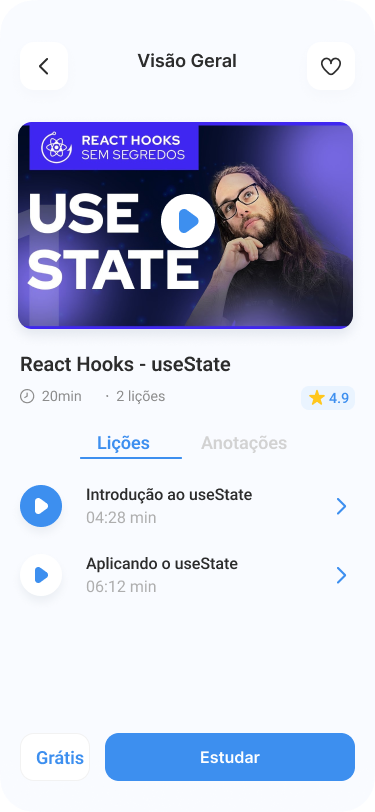 Visão Geral
REACT HOOKS
SEM SEGREDOS
1
USE
STATE
React Hooks - useState
20min · 2 lições
4.9
Lições Anotações
Introdução ao useState
04:28 min
Aplicando o useState
06:12 min
Grátis Estudar